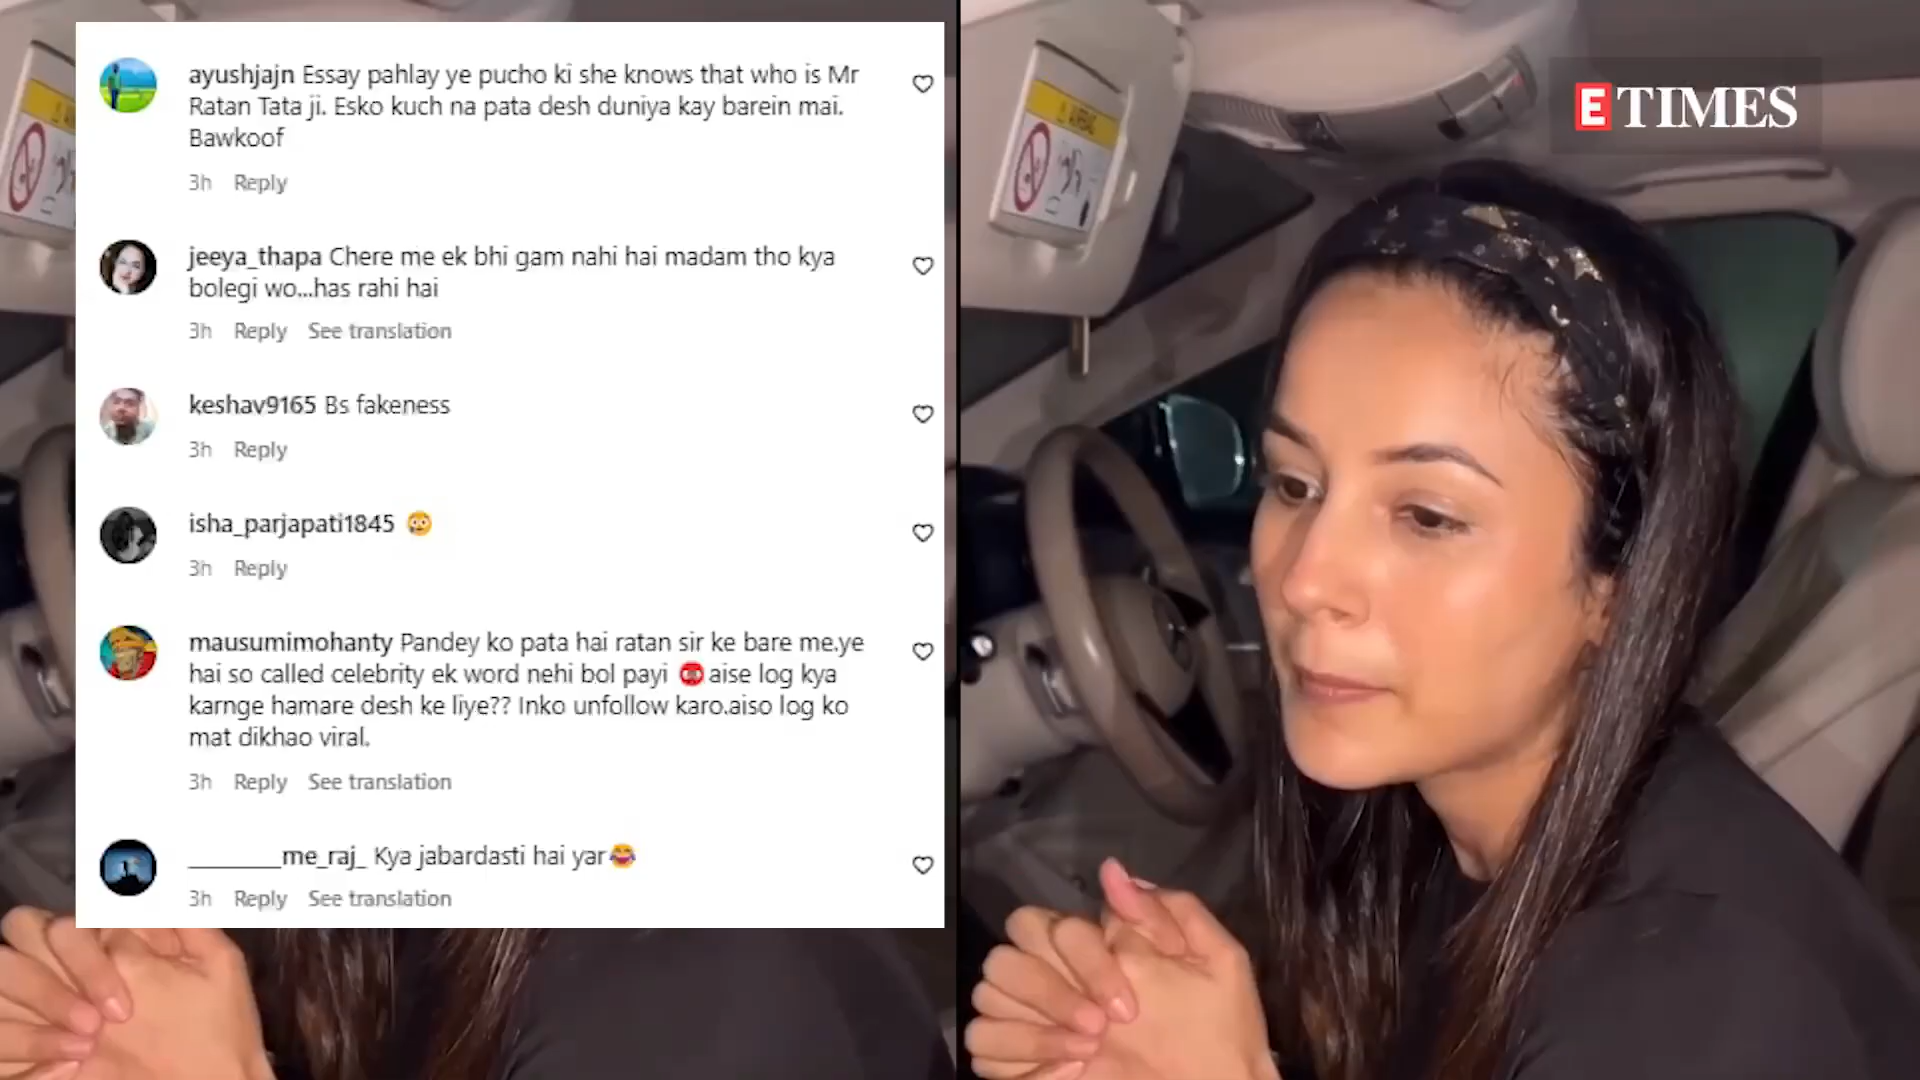 ayushjajn Essay pahlay ye pucho ki she knows that who is Mr
Ratan Tata ji. Esko kuch na pata desh duniya kay barein mai.
Bawkoof
3h Reply
jeeya_thapa Chere me ek bhi gam nahi hai madam tho kya
bolegi wo...has rahi hai
3h Reply See translation
keshav9165 Bs fakeness
3h Reply
isha_parjapati1845 😢
3h Reply
mausumimohanty Pandey ko pata hai ratan sir ke bare me.ye
hai so called celebrity ek word nehi bol payi aise log kya
karnge hamare desh ke liye?? Inko unfollow karo.aiso log ko
mat dikhao viral.
3h Reply See translation
________me_raj_ Kya jabardasti hai yar😂
3h Reply See translation
E TIMES